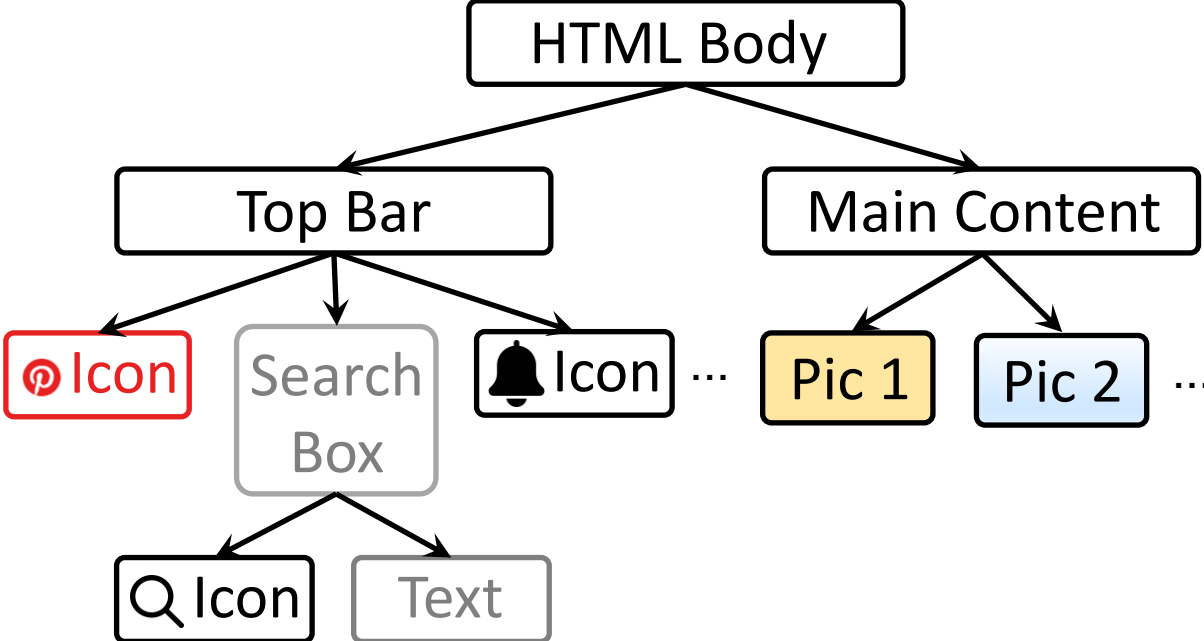 HTML Body
Top Bar
Main Content
Icon
Search
Box
Icon
...
Pic 1
Pic 2
...
Icon
Text